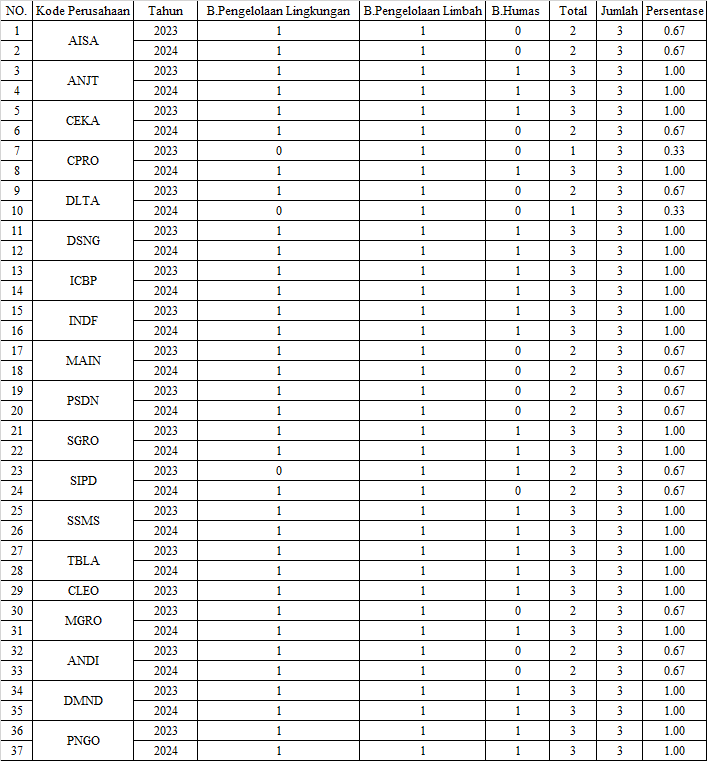 NO. Kode Perusahaan Tahun B.Pengelolaan Lingkungan B.Pengelolaan Limbah B.Humas Total Jumlah Persentase
1 AISA 2023 1 1 0 2 3 0.67
2 2024 1 1 0 2 3 0.67
3 ANJT 2023 1 1 1 3 3 1.00
4 2024 1 1 1 3 3 1.00
5 CEKA 2023 1 1 1 3 3 1.00
6 2024 1 1 0 2 3 0.67
7 CPRO 2023 0 1 0 1 3 0.33
8 2024 1 1 1 3 3 1.00
9 DLTA 2023 1 1 0 2 3 0.67
10 2024 0 1 0 1 3 0.33
11 DSNG 2023 1 1 1 3 3 1.00
12 2024 1 1 1 3 3 1.00
13 ICBP 2023 1 1 1 3 3 1.00
14 2024 1 1 1 3 3 1.00
15 INDF 2023 1 1 1 3 3 1.00
16 2024 1 1 1 3 3 1.00
17 MAIN 2023 1 1 0 2 3 0.67
18 2024 1 1 0 2 3 0.67
19 PSDN 2023 1 1 0 2 3 0.67
20 2024 1 1 0 2 3 0.67
21 SGRO 2023 1 1 1 3 3 1.00
22 2024 1 1 1 3 3 1.00
23 SIPD 2023 0 1 1 2 3 0.67
24 2024 1 1 0 2 3 0.67
25 SSMS 2023 1 1 1 3 3 1.00
26 2024 1 1 1 3 3 1.00
27 TBLA 2023 1 1 1 3 3 1.00
28 2024 1 1 1 3 3 1.00
29 CLEO 2023 1 1 1 3 3 1.00
30 MGRO 2023 1 1 0 2 3 0.67
31 2024 1 1 1 3 3 1.00
32 ANDI 2023 1 1 0 2 3 0.67
33 2024 1 1 0 2 3 0.67
34 DMND 2023 1 1 1 3 3 1.00
35 2024 1 1 1 3 3 1.00
36 PNGO 2023 1 1 1 3 3 1.00
37 2024 1 1 1 3 3 1.00